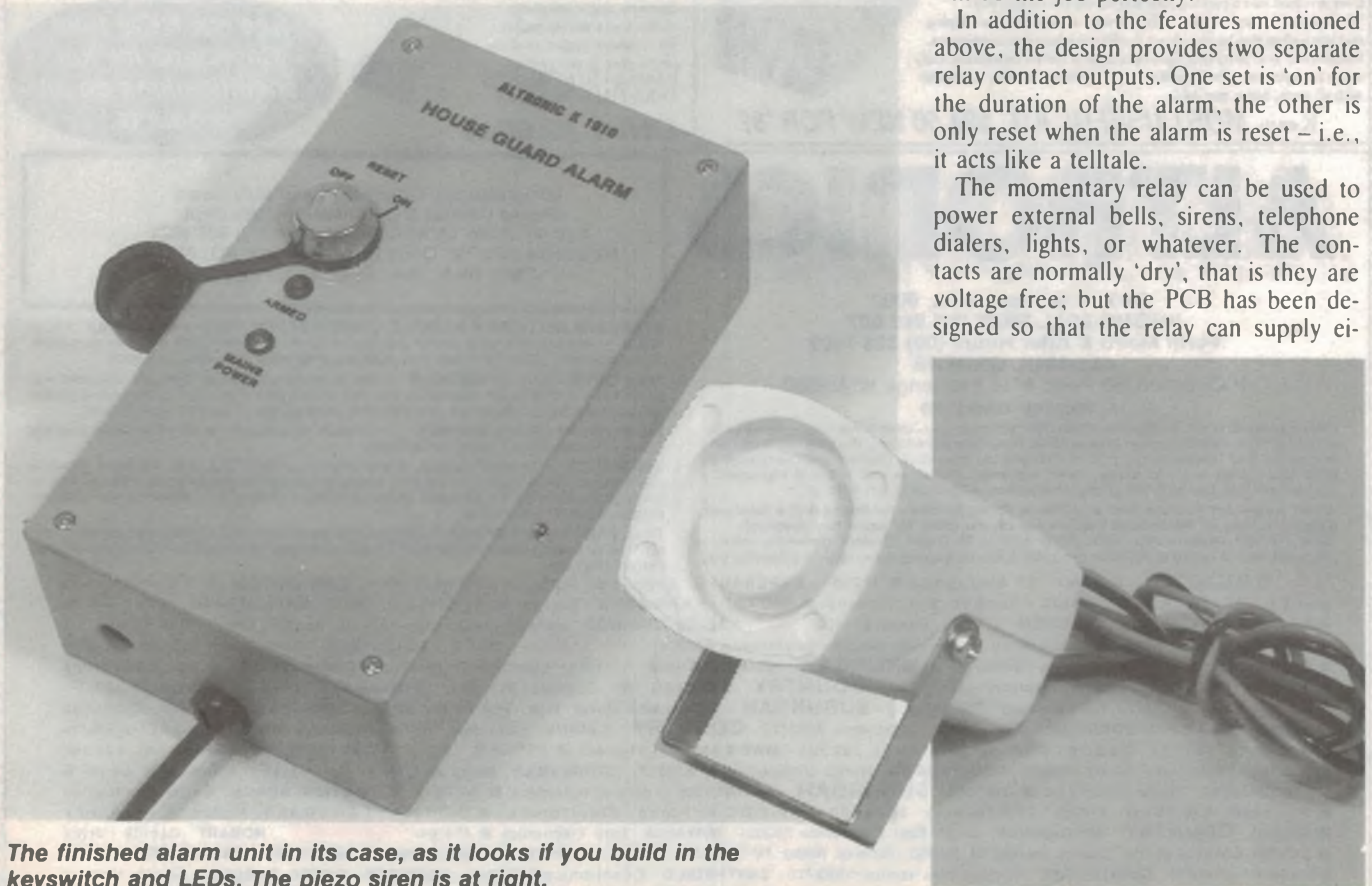 In addition to the features mentioned
above, the design provides two separate
relay contact outputs. One set is 'on' for
the duration of the alarm, the other is
only reset when the alarm is reset – i.e.,
it acts like a telltale.
The momentary relay can be used to
power external bells, sirens, telephone
dialers, lights, or whatever. The con-
tacts are normally 'dry', that is they are
voltage free; but the PCB has been de-
signed so that the relay can supply ei-
ALTRONIC K 1910
HOUSE GUARD ALARM
OFF RESET ON
ARMED
MAINS
POWER
The finished alarm unit in its case, as it looks if you build in the
keyswitch and LEDs. The piezo siren is at right.